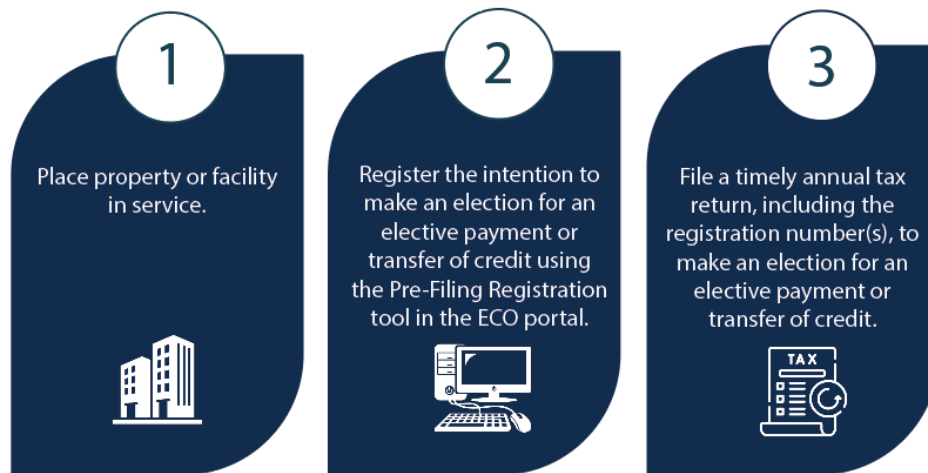 1
Place property or facility
in service.
2
Register the intention to
make an election for an
elective payment or
transfer of credit using
the Pre-Filing Registration
tool in the ECO portal.
3
File a timely annual tax
return, including the
registration number(s), to
make an election for an
elective payment or
transfer of credit.
TAX